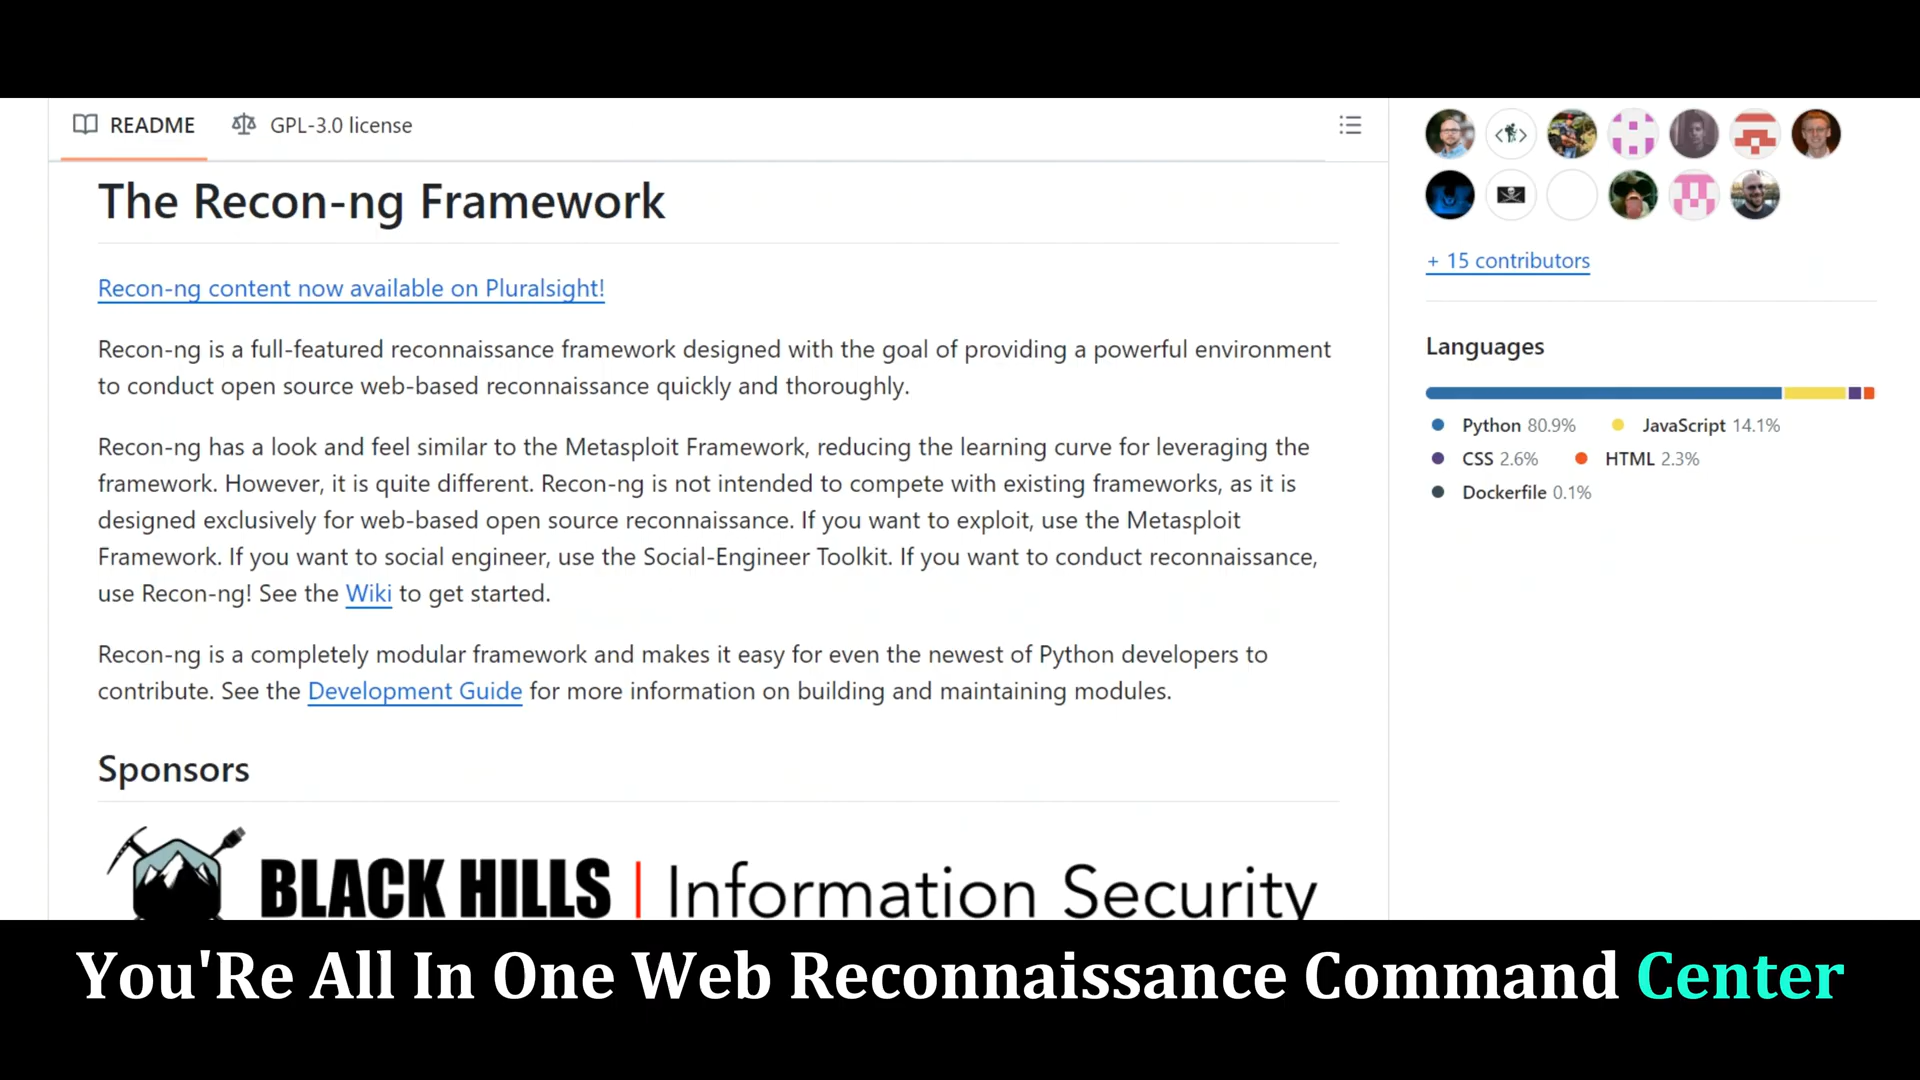 README
GPL-3.0 license
The Recon-ng Framework
Recon-ng content now available on Pluralsight!
Recon-ng is a full-featured reconnaissance framework designed with the goal of providing a powerful environment
to conduct open source web-based reconnaissance quickly and thoroughly.
Recon-ng has a look and feel similar to the Metasploit Framework, reducing the learning curve for leveraging the
framework. However, it is quite different. Recon-ng is not intended to compete with existing frameworks, as it is
designed exclusively for web-based open source reconnaissance. If you want to exploit, use the Metasploit
Framework. If you want to social engineer, use the Social-Engineer Toolkit. If you want to conduct reconnaissance,
use Recon-ng! See the Wiki to get started.
Recon-ng is a completely modular framework and makes it easy for even the newest of Python developers to
contribute. See the Development Guide for more information on building and maintaining modules.
Sponsors
BLACK HILLS | Information Security
+ 15 contributors
Languages
Python 80.9% JavaScript 14.1%
CSS 2.6% HTML 2.3%
Dockerfile 0.1%
You'Re All In One Web Reconnaissance Command Center